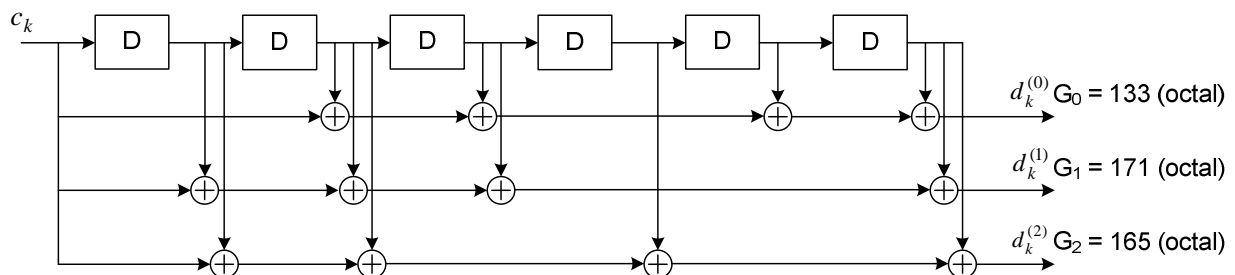 c_k
D D D D D D
d_k^{(0)} G₀ = 133 (octal)
d_k^{(1)} G₁ = 171 (octal)
d_k^{(2)} G₂ = 165 (octal)